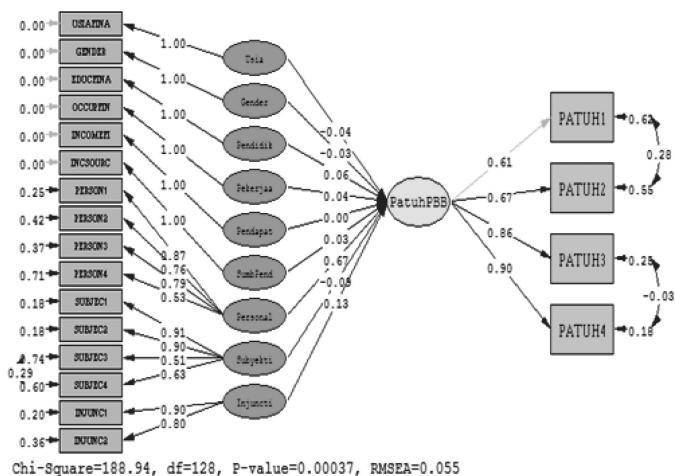 0.00 USIAFINA
0.00 GENDER
0.00 EDUCFINA
0.00 OCCUPFIN
0.00 INCOMEFI
0.00 INCSOURC
0.25 PERSON1
0.42 PERSON2
0.37 PERSON3
0.71 PERSON4
0.18 SUBJEC1
0.18 SUBJEC2
0.74 SUBJEC3
0.29
0.60 SUBJEC4
0.20 INJUNC1
0.36 INJUNC2
1.00
1.00
1.00
1.00
1.00
1.00
0.87
0.76
0.79
0.53
0.91
0.90
0.51
0.63
0.90
0.80
Usia
Gender
Pendidik
Pekerjaa
Pendapat
SumbPend
Personal
Subyekti
Injuncti
-0.04
-0.03
0.06
0.04
0.00
0.03
0.67
0.13
PatuhPBB
0.61
0.67
0.86
0.90
PATUH1 0.62
0.28
PATUH2 0.55
PATUH3 0.25
-0.03
PATUH4 0.18
Chi-Square=188.94, df=128, P-value=0.00037, RMSEA=0.055